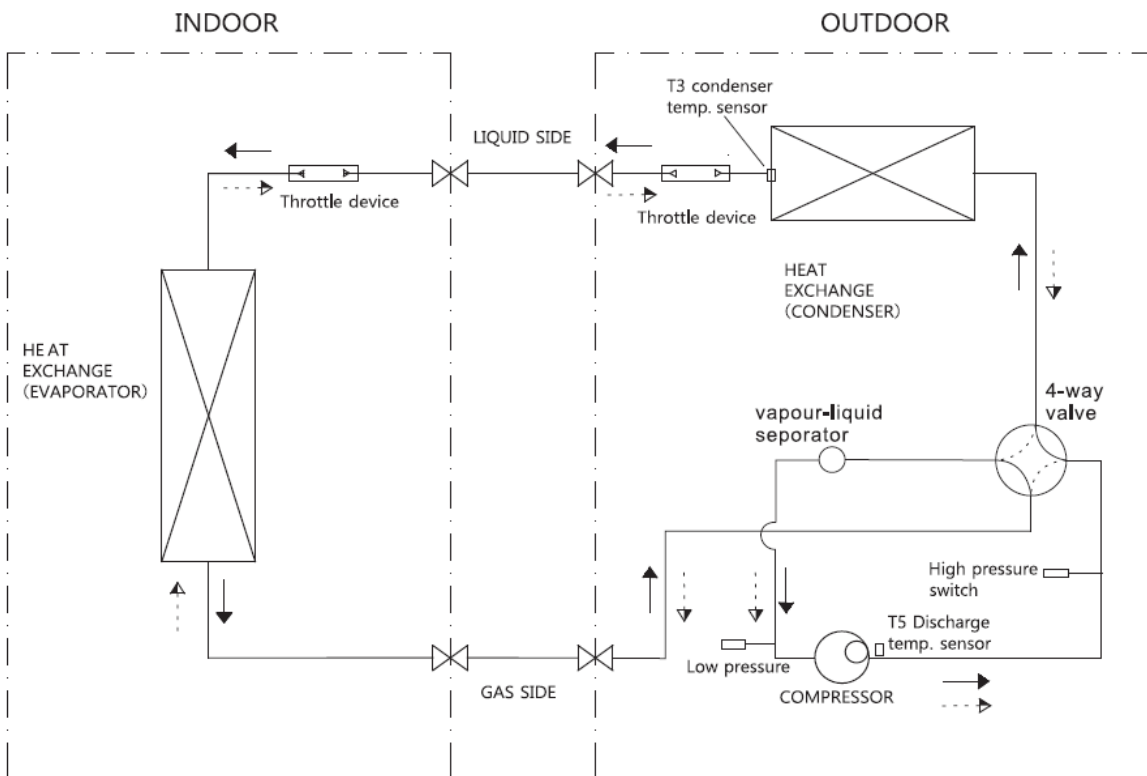 INDOOR
OUTDOOR
T3 condenser
temp. sensor
LIQUID SIDE
Throttle device
Throttle device
HEAT
EXCHANGE
(CONDENSER)
HEAT
EXCHANGE
(EVAPORATOR)
4-way
valve
vapour-liquid
seporator
High pressure
switch
T5 Discharge
temp. sensor
Low pressure
COMPRESSOR
GAS SIDE